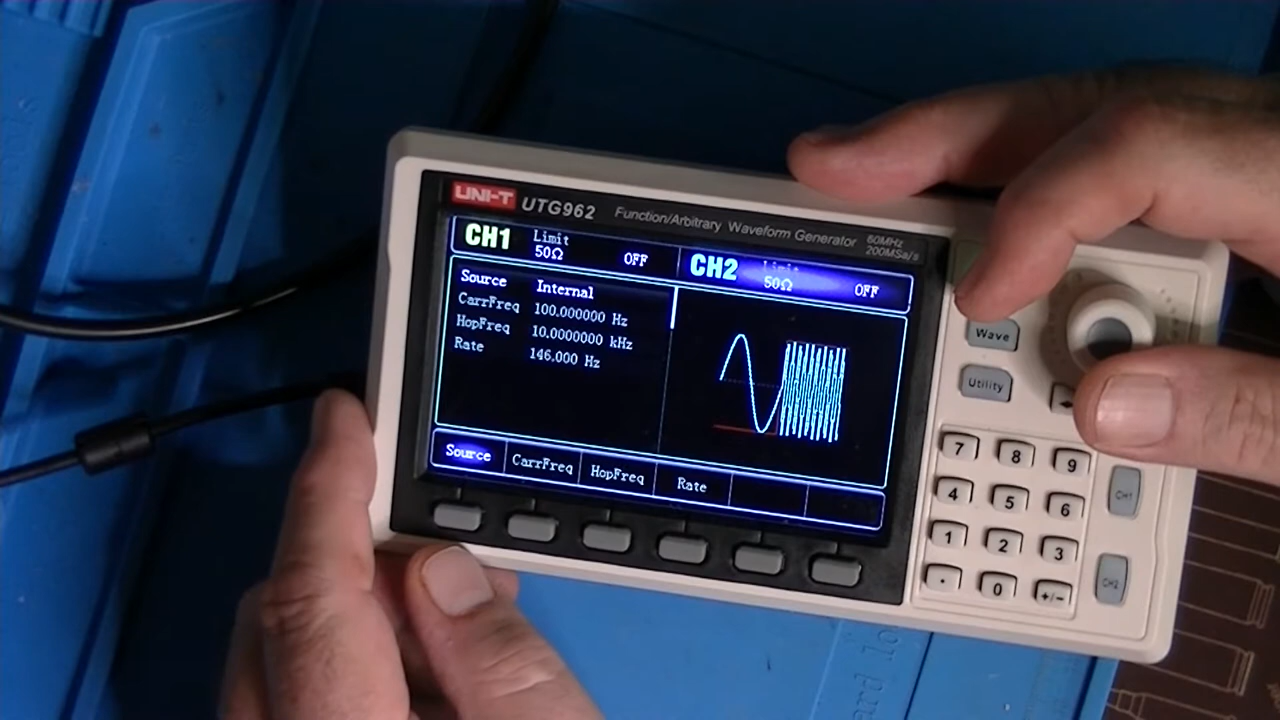 UNI-T UTG962 Function/Arbitrary Waveform Generator 60MHz 200MSa/s
CH1 Limit 50Ω OFF
CH2 Limit 50Ω OFF
Source Internal
CarrFreq 100.000000 Hz
HopFreq 10.0000000 kHz
Rate 146.000 Hz
Source CarrFreq HopFreq Rate
Wave
Utility
7 8 9
4 5 6
1 2 3
. 0 +/-
CH1
CH2